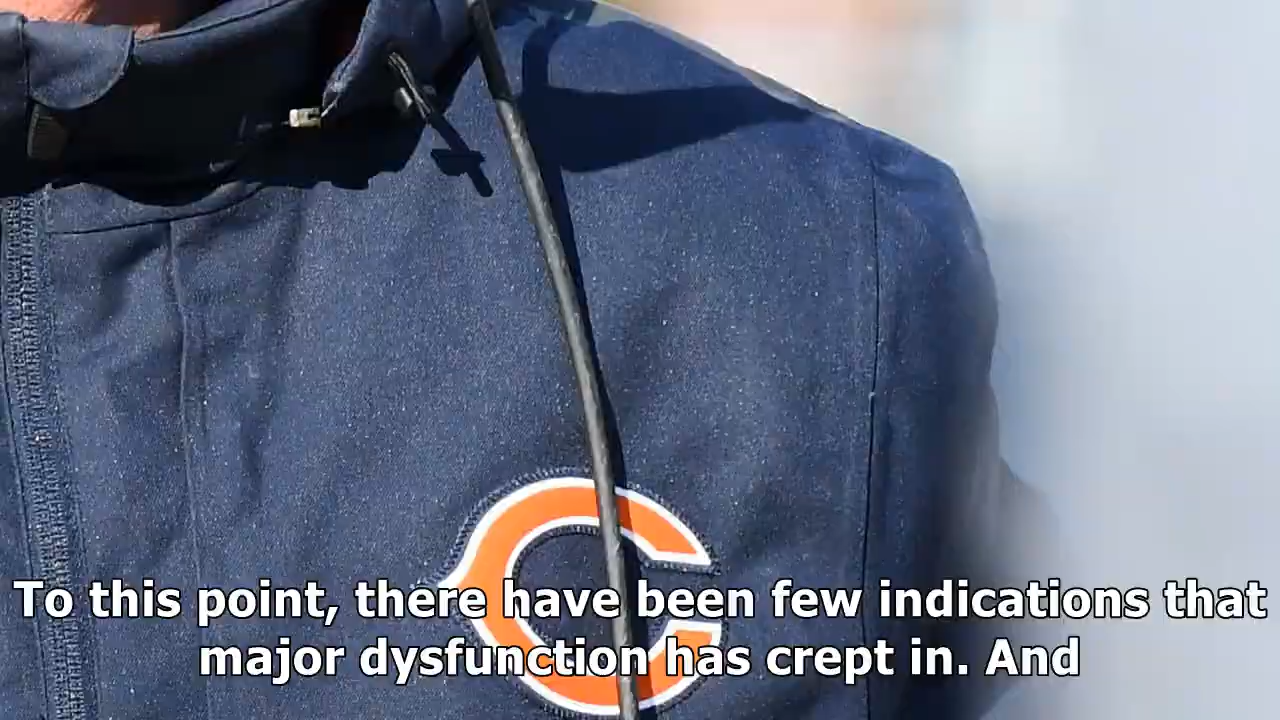 To this point, there have been few indications that
major dysfunction has crept in. And